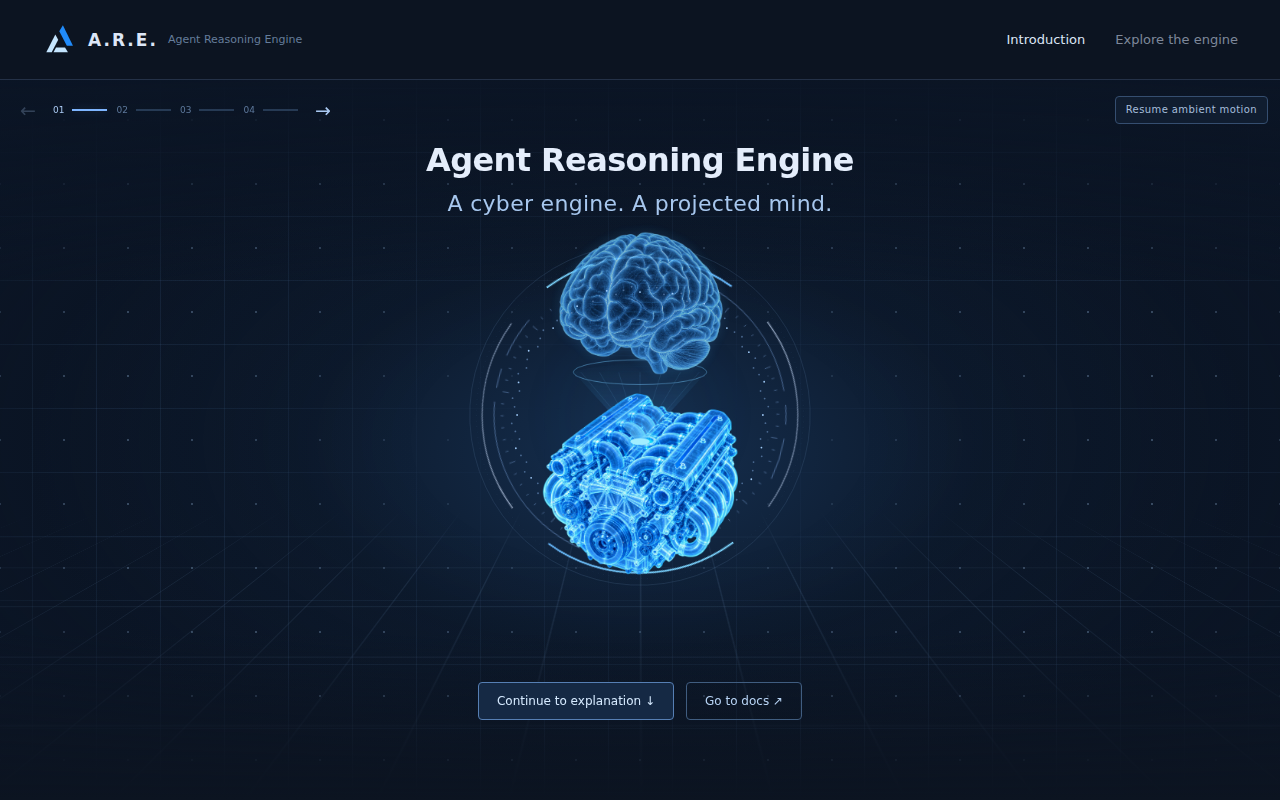 A.R.E. Agent Reasoning Engine
Introduction
Explore the engine
← 01 02 03 04 →
Resume ambient motion
Agent Reasoning Engine
A cyber engine. A projected mind.
Continue to explanation ↓
Go to docs ↗